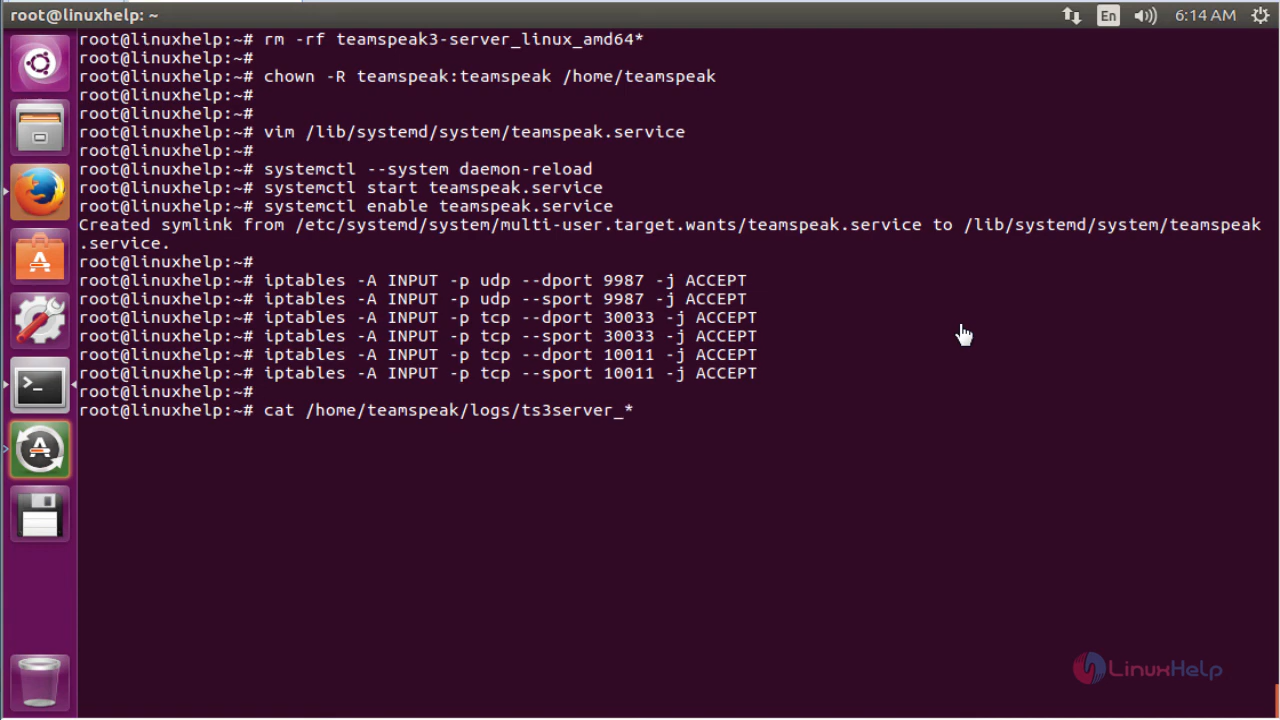 root@linuxhelp: ~
En
6:14 AM
root@linuxhelp:~# rm -rf teamspeak3-server_linux_amd64*
root@linuxhelp:~#
root@linuxhelp:~# chown -R teamspeak:teamspeak /home/teamspeak
root@linuxhelp:~#
root@linuxhelp:~#
root@linuxhelp:~# vim /lib/systemd/system/teamspeak.service
root@linuxhelp:~#
root@linuxhelp:~# systemctl --system daemon-reload
root@linuxhelp:~# systemctl start teamspeak.service
root@linuxhelp:~# systemctl enable teamspeak.service
Created symlink from /etc/systemd/system/multi-user.target.wants/teamspeak.service to /lib/systemd/system/teamspeak
.service.
root@linuxhelp:~#
root@linuxhelp:~# iptables -A INPUT -p udp --dport 9987 -j ACCEPT
root@linuxhelp:~# iptables -A INPUT -p udp --sport 9987 -j ACCEPT
root@linuxhelp:~# iptables -A INPUT -p tcp --dport 30033 -j ACCEPT
root@linuxhelp:~# iptables -A INPUT -p tcp --sport 30033 -j ACCEPT
root@linuxhelp:~# iptables -A INPUT -p tcp --dport 10011 -j ACCEPT
root@linuxhelp:~# iptables -A INPUT -p tcp --sport 10011 -j ACCEPT
root@linuxhelp:~#
root@linuxhelp:~# cat /home/teamspeak/logs/ts3server_*
LinuxHelp